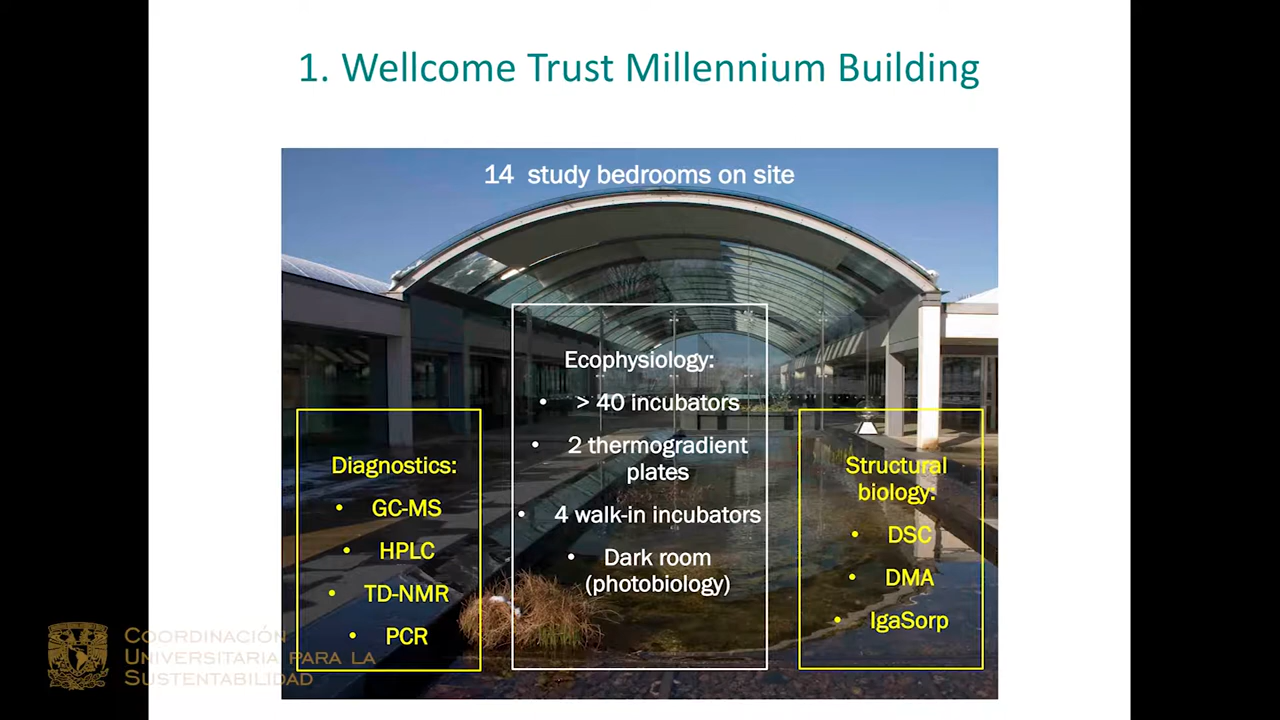 1. Wellcome Trust Millennium Building
14 study bedrooms on site
Diagnostics:
• GC-MS
• HPLC
• TD-NMR
• PCR
Ecophysiology:
• > 40 incubators
• 2 thermogradient
plates
• 4 walk-in incubators
• Dark room
(photobiology)
Structural
biology:
• DSC
• DMA
• IgaSorp
COORDINACIÓN
UNIVERSITARIA PARA LA
SUSTENTABILIDAD